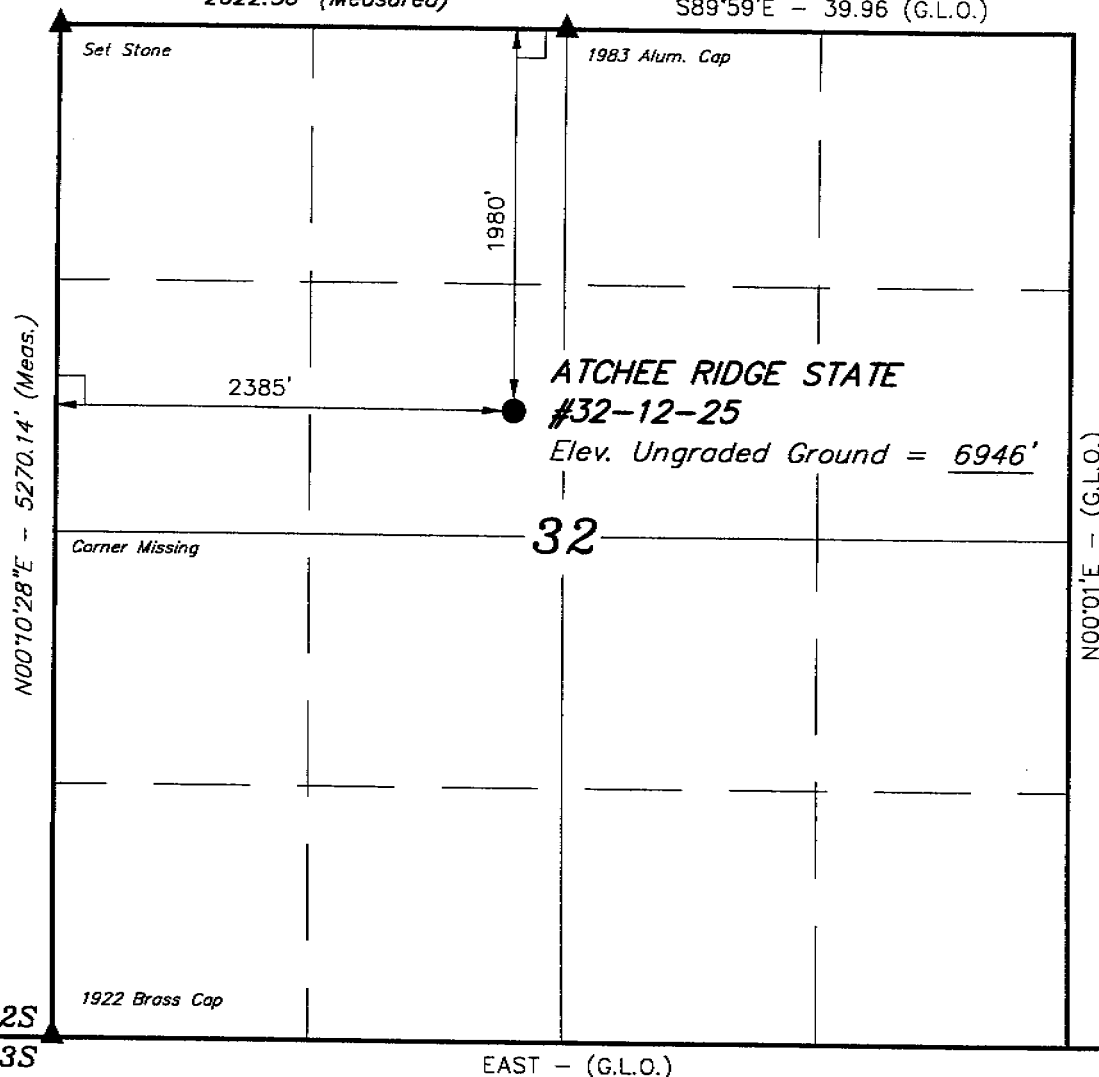 (Measured)
S89°59'E - 39.96 (G.L.O.)
Set Stone
1983 Alum. Cap
1980'
N00°10'28"E - 5270.14' (Meas.)
2385'
ATCHEE RIDGE STATE
#32-12-25
Elev. Ungraded Ground = 6946'
Corner Missing
32
N00°01'E - (G.L.O.)
1922 Brass Cap
2S
3S
EAST - (G.L.O.)